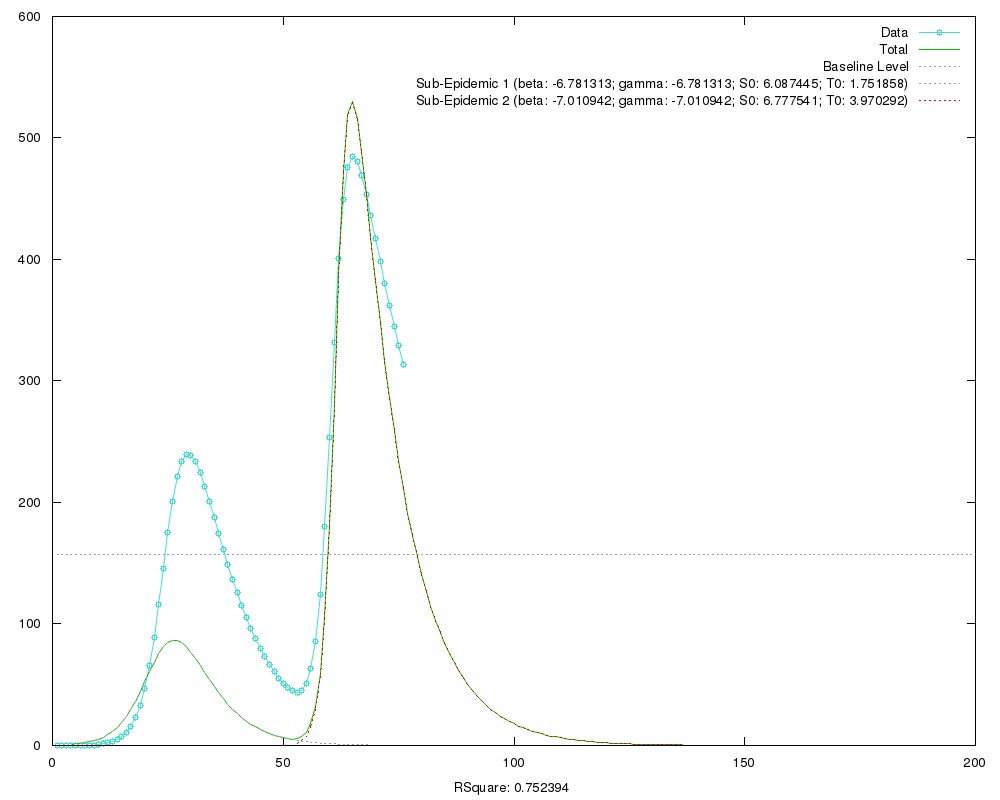 600
500
400
300
200
100
0
Data
Total
Baseline Level
Sub-Epidemic 1 (beta: -6.781313; gamma: -6.781313; S0: 6.087445; T0: 1.751858)
Sub-Epidemic 2 (beta: -7.010942; gamma: -7.010942; S0: 6.777541; T0: 3.970292)
0 50 100 150 200
RSquare: 0.752394